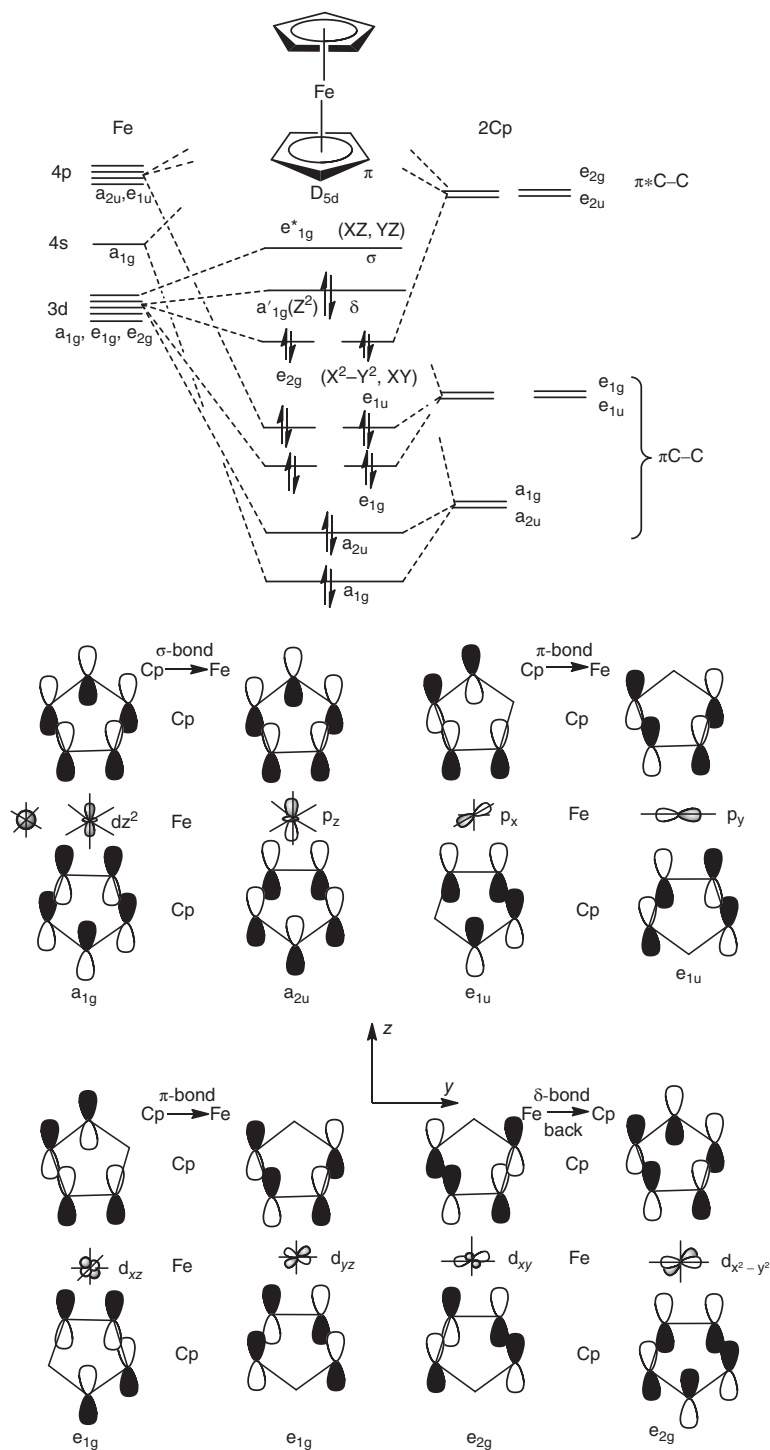 Fe
Fe
2Cp
4p
a2u,e1u
π
D5d
e2g
e2u
π*C–C
4s
a1g
e*1g (XZ, YZ)
σ
3d
a1g, e1g, e2g
a′1g(Z²) δ
e2g (X²–Y², XY)
e1u
e1g
e1u
πC–C
e1g
a1g
a2u
a2u
a1g
σ-bond
Cp Fe
π-bond
Cp Fe
Cp
Cp
dz² Fe pz px Fe py
Cp
Cp
a1g a2u e1u e1u
z
y
π-bond
Cp Fe
δ-bond
Fe Cp
back
Cp
Cp
dxz Fe dyz dxy Fe dx² – y²
Cp
Cp
e1g e1g e2g e2g